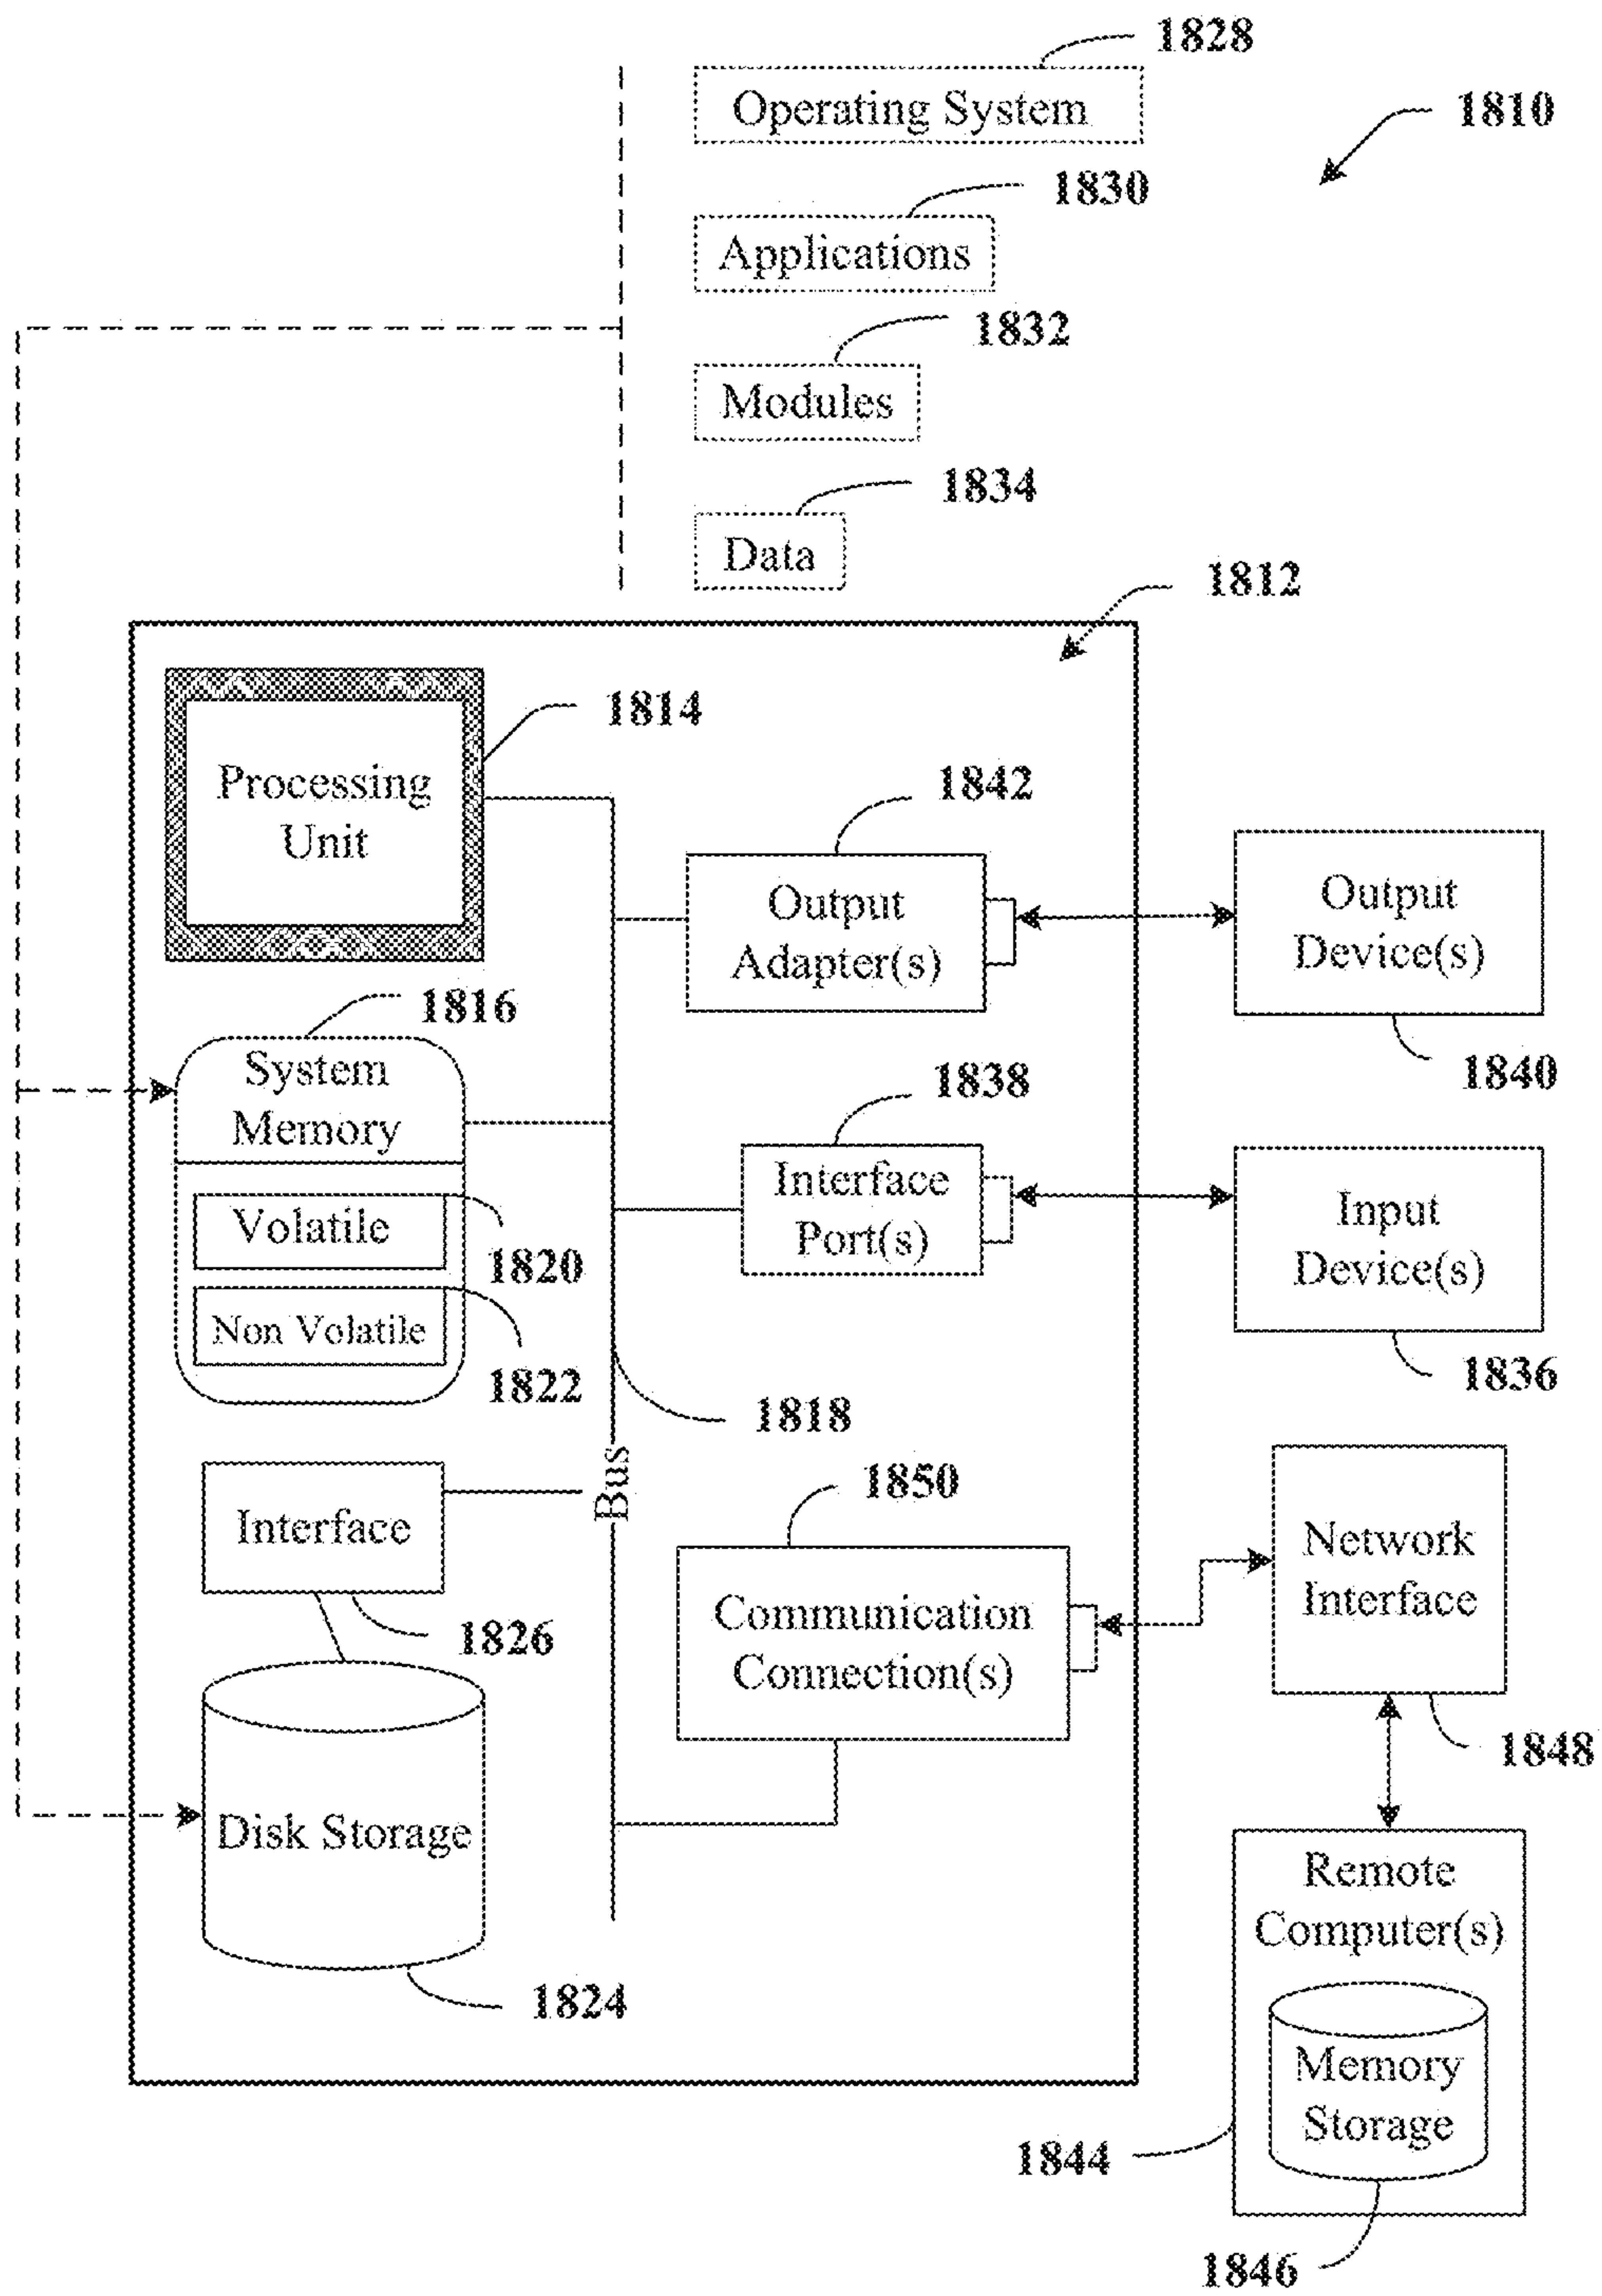 1828
Operating System
1810
1830
Applications
1832
Modules
1834
Data
1812
1814
Processing
Unit
1842
Output
Adapter(s)
Output
Device(s)
1840
1816
System
Memory
1838
Interface
Port(s)
Input
Device(s)
1836
Volatile
1820
Non Volatile
1822
1818
Bus
1850
Interface
1826
Communication
Connection(s)
Network
Interface
1848
Disk Storage
1824
Remote
Computer(s)
Memory
Storage
1844
1846